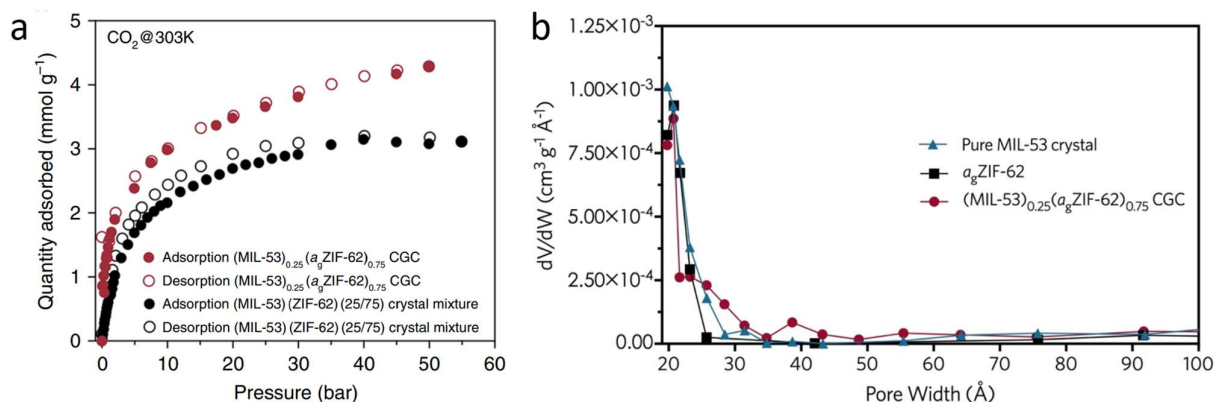 a
CO₂@303K
Quantity adsorbed (mmol g⁻¹)
5
4
3
2
1
0
Adsorption (MIL-53)₀.₂₅(agZIF-62)₀.₇₅ CGC
Desorption (MIL-53)₀.₂₅(agZIF-62)₀.₇₅ CGC
Adsorption (MIL-53)(ZIF-62)(25/75) crystal mixture
Desorption (MIL-53)(ZIF-62)(25/75) crystal mixture
0 10 20 30 40 50 60
Pressure (bar)
b
dV/dW (cm³ g⁻¹ Å⁻¹)
1.25×10⁻³
1.00×10⁻³
7.50×10⁻⁴
5.00×10⁻⁴
2.50×10⁻⁴
0.00
Pure MIL-53 crystal
agZIF-62
(MIL-53)₀.₂₅(agZIF-62)₀.₇₅ CGC
20 30 40 50 60 70 80 90 100
Pore Width (Å)